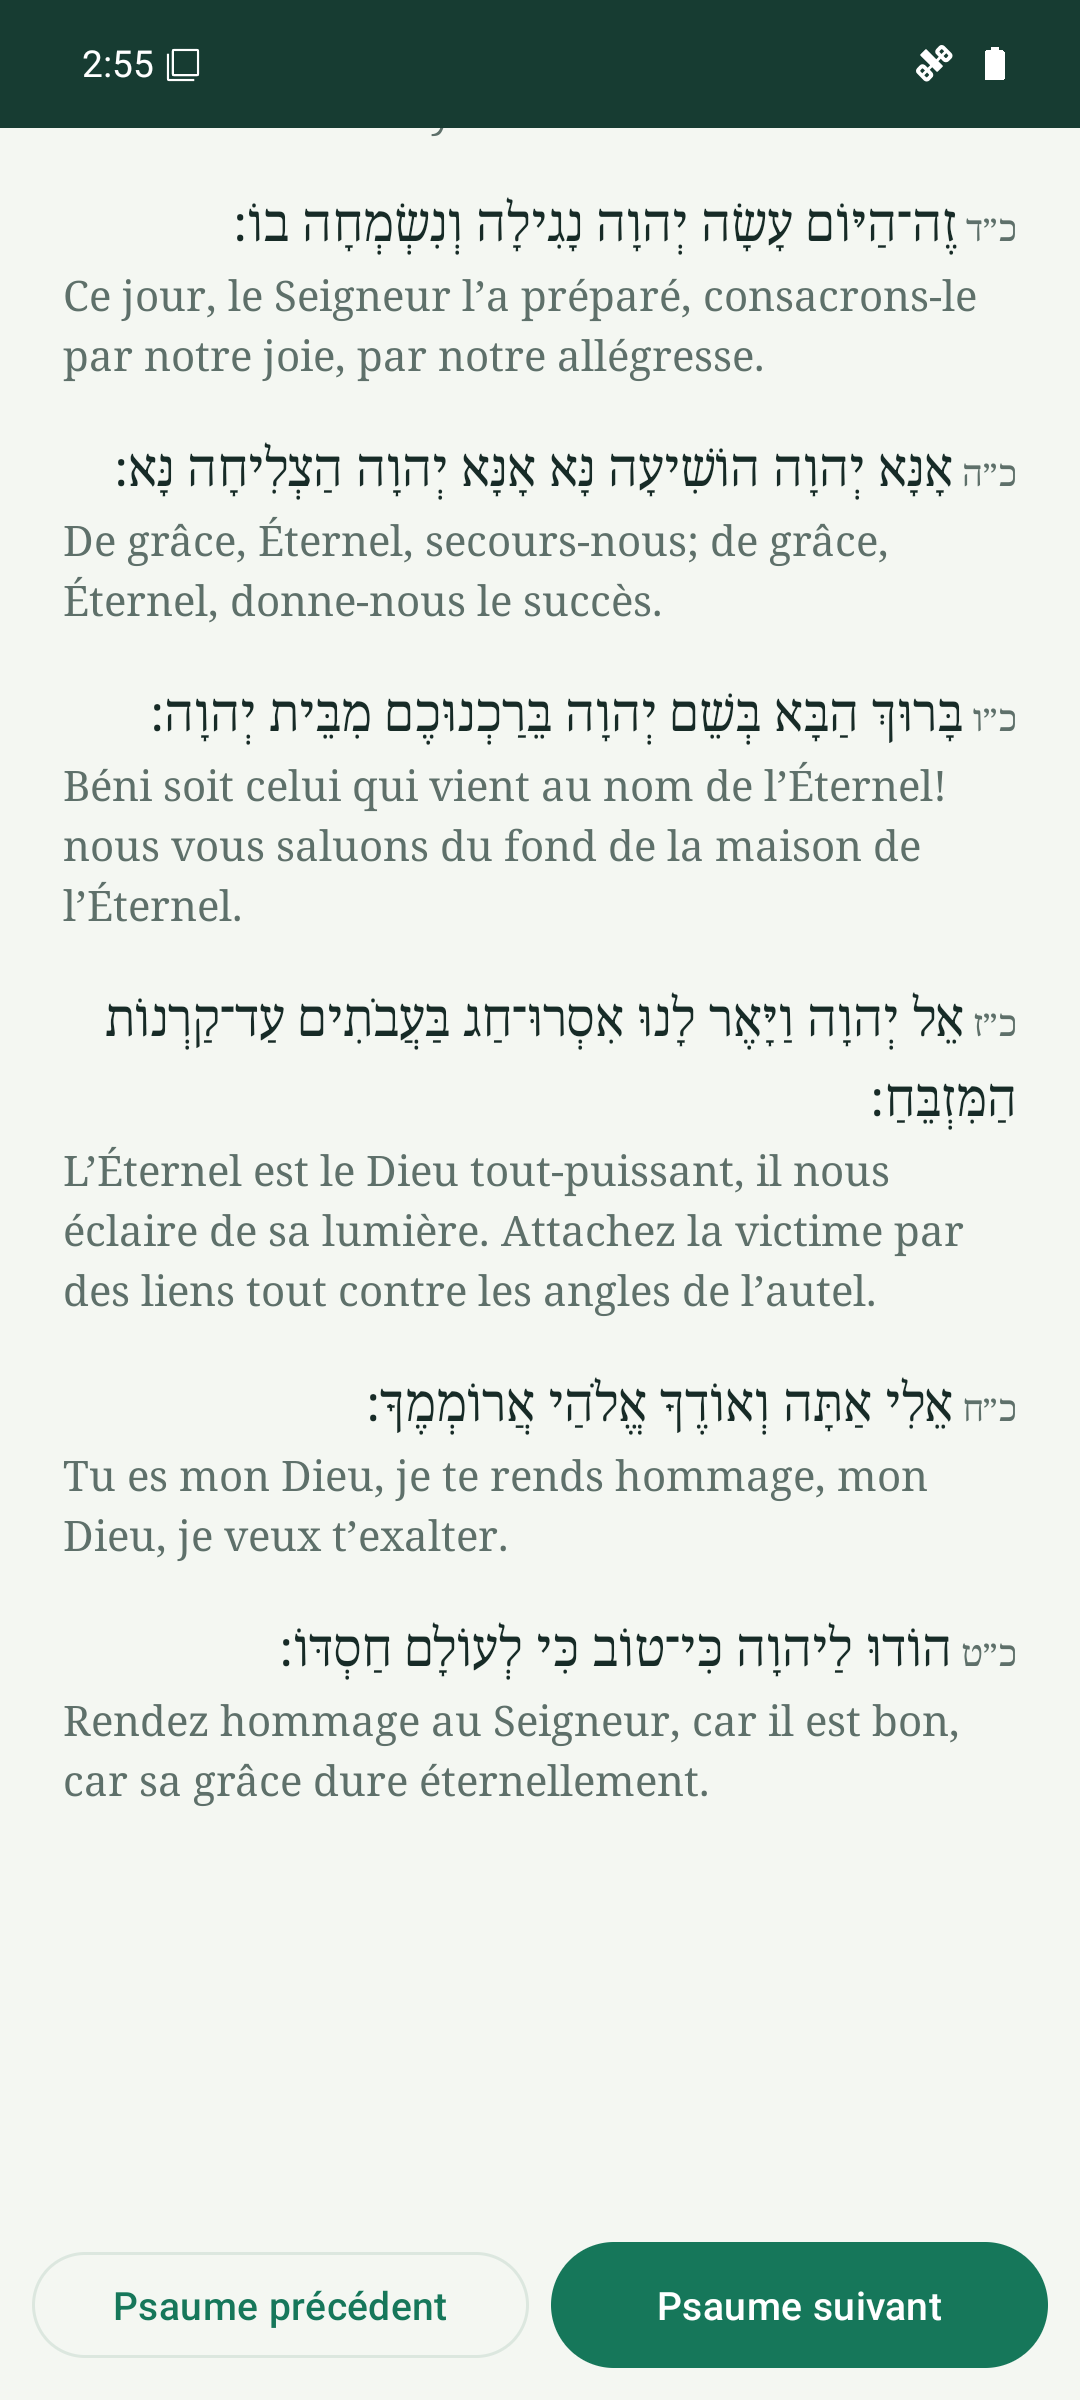 2:55
כ״ד זֶה־הַיּוֹם עָשָׂה יְהוָה נָגִילָה וְנִשְׂמְחָה בוֹ׃
Ce jour, le Seigneur l’a préparé, consacrons-le
par notre joie, par notre allégresse.
כ״ה אָנָּא יְהוָה הוֹשִׁיעָה נָּא אָנָּא יְהוָה הַצְלִיחָה נָּא׃
De grâce, Éternel, secours-nous; de grâce,
Éternel, donne-nous le succès.
כ״ו בָּרוּךְ הַבָּא בְּשֵׁם יְהוָה בֵּרַכְנוּכֶם מִבֵּית יְהוָה׃
Béni soit celui qui vient au nom de l’Éternel!
nous vous saluons du fond de la maison de
l’Éternel.
כ״ז אֵל יְהוָה וַיָּאֶר לָנוּ אִסְרוּ־חַג בַּעֲבֹתִים עַד־קַרְנוֹת
הַמִּזְבֵּחַ׃
L’Éternel est le Dieu tout-puissant, il nous
éclaire de sa lumière. Attachez la victime par
des liens tout contre les angles de l’autel.
כ״ח אֵלִי אַתָּה וְאוֹדֶךָּ אֱלֹהַי אֲרוֹמְמֶךָּ׃
Tu es mon Dieu, je te rends hommage, mon
Dieu, je veux t’exalter.
כ״ט הוֹדוּ לַיהוָה כִּי־טוֹב כִּי לְעוֹלָם חַסְדּוֹ׃
Rendez hommage au Seigneur, car il est bon,
car sa grâce dure éternellement.
Psaume précédent
Psaume suivant